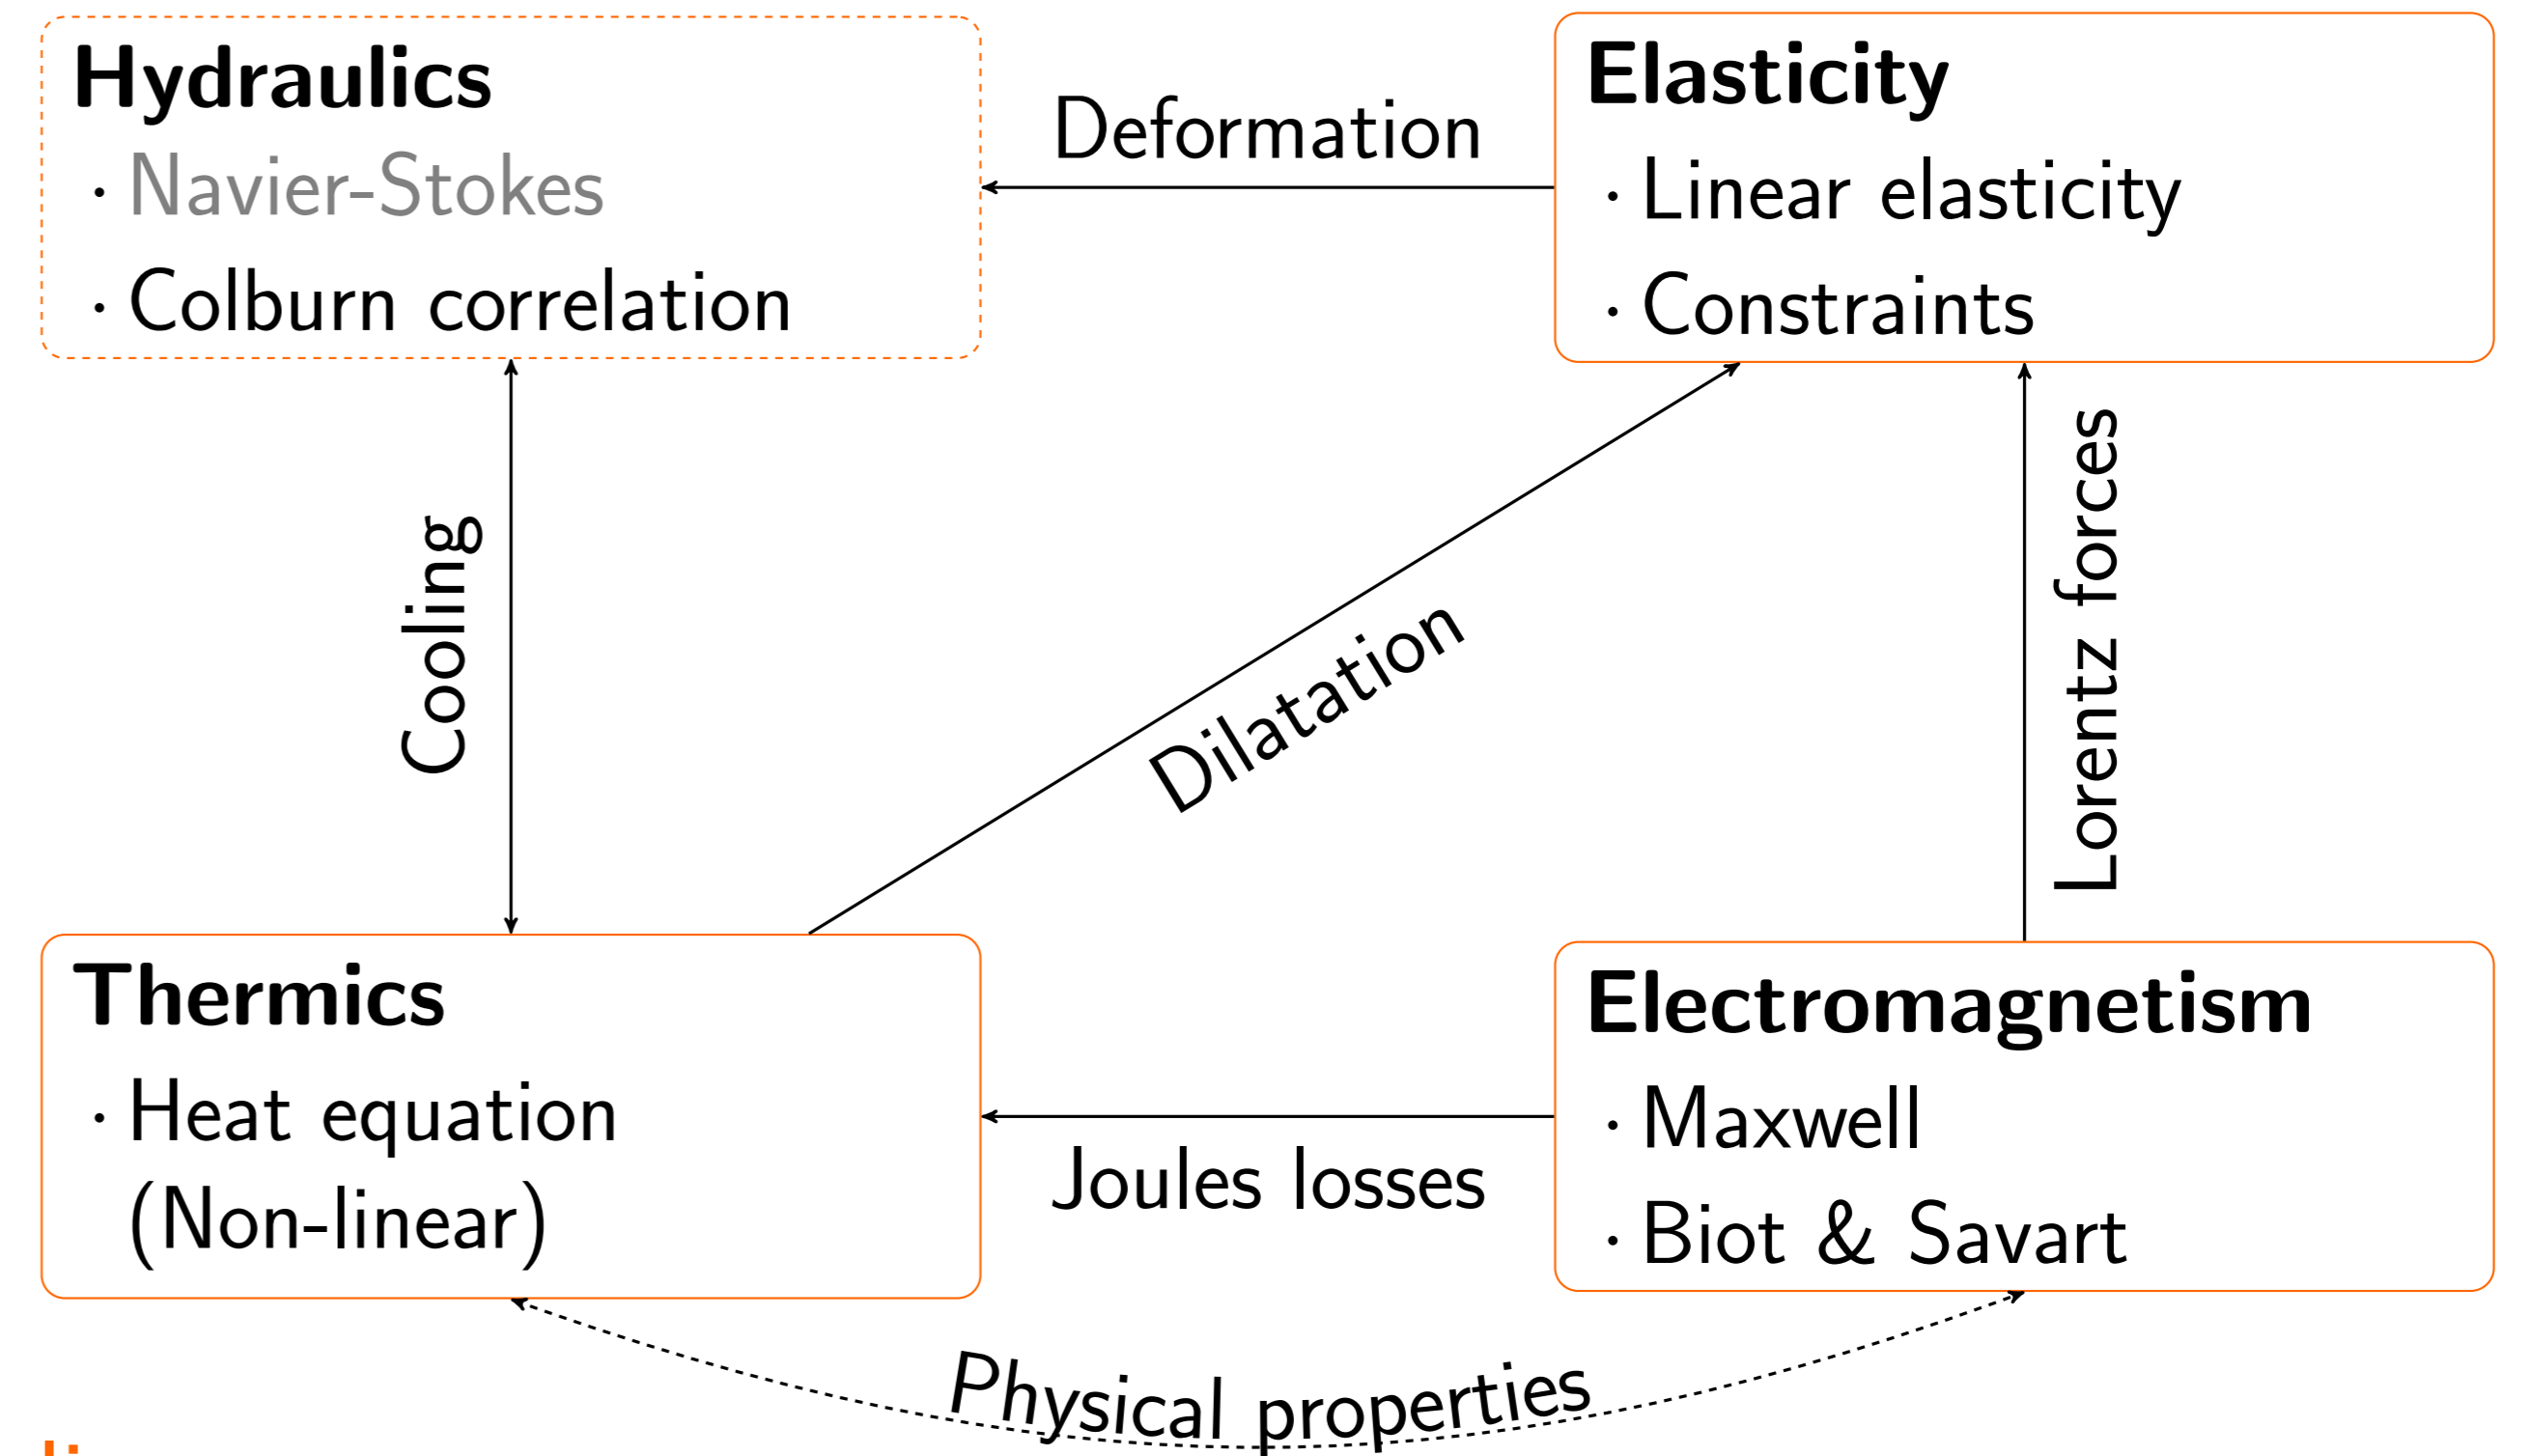 Hydraulics
· Navier-Stokes
· Colburn correlation
Deformation
Elasticity
· Linear elasticity
· Constraints
Cooling
Dilatation
Lorentz forces
Thermics
· Heat equation
(Non-linear)
Joules losses
Electromagnetism
· Maxwell
· Biot & Savart
Physical properties